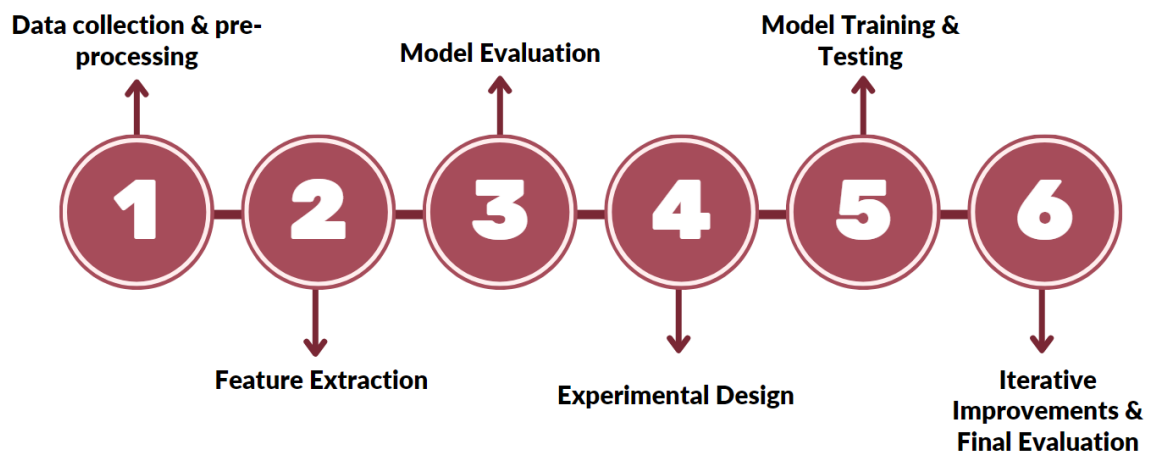 Data collection & pre-
processing
Model Evaluation
Model Training &
Testing
1
2
3
4
5
6
Feature Extraction
Experimental Design
Iterative
Improvements &
Final Evaluation